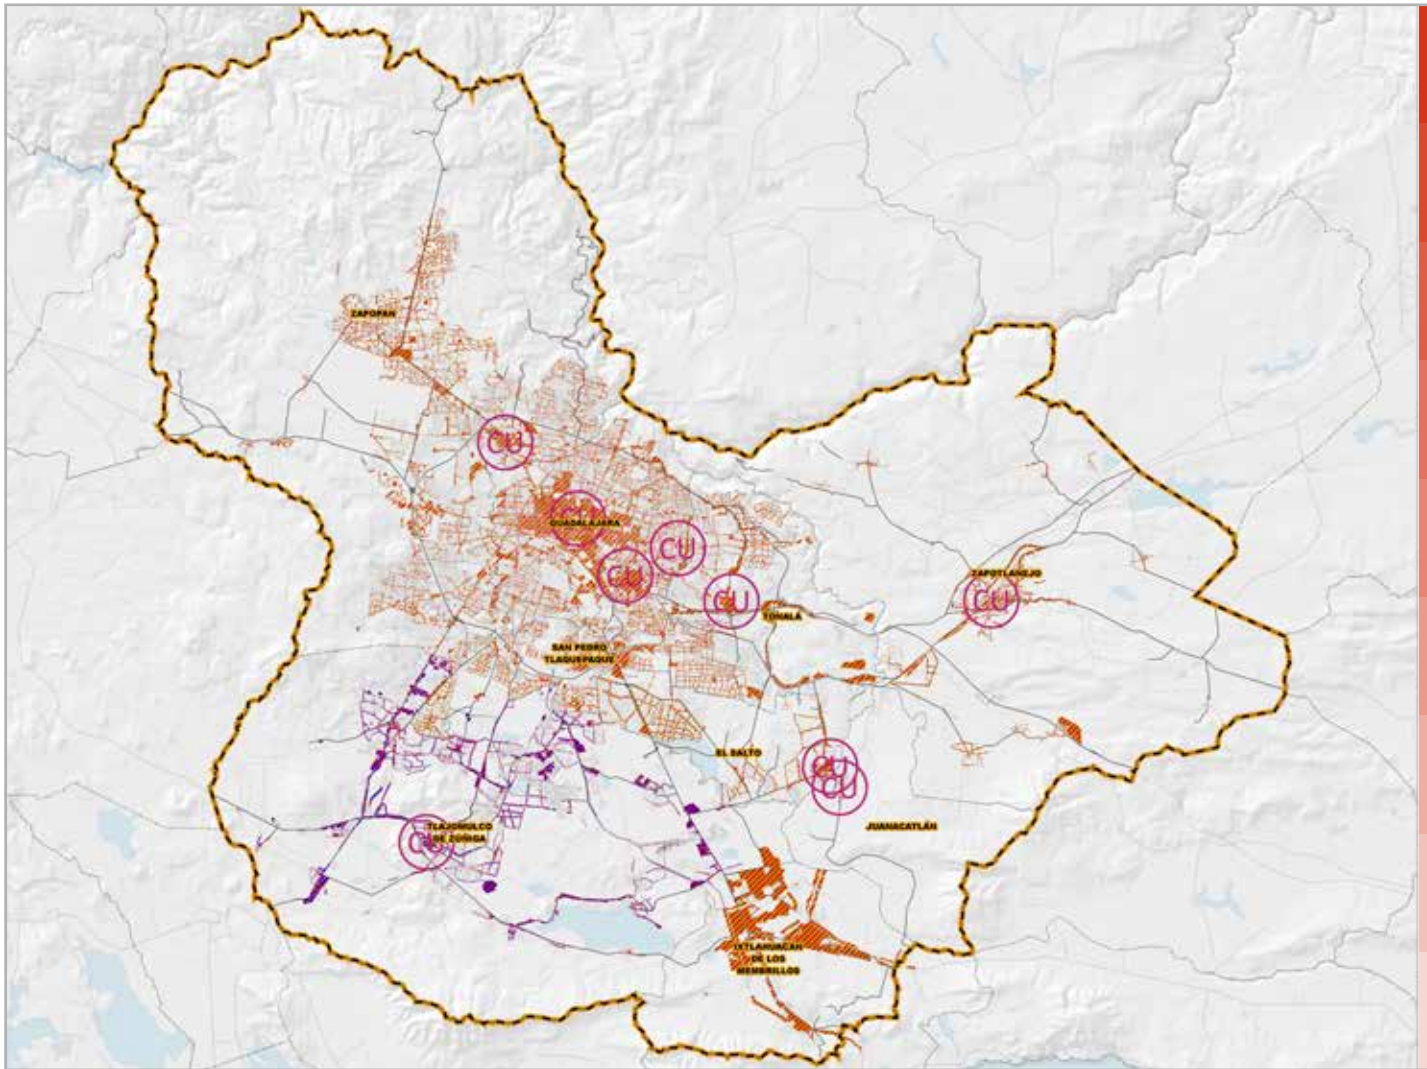 ZAPOPAN
CU
CU
GUADALAJARA
CU
CU
CU
TONALÁ
ZAPOTLANEJO
CU
SAN PEDRO
TLAQUEPAQUE
EL SALTO
CU
CU
JUANACATLÁN
TLAJOMULCO
DE ZÚÑIGA
CU
IXTLAHUACÁN
DE LOS
MEMBRILLOS